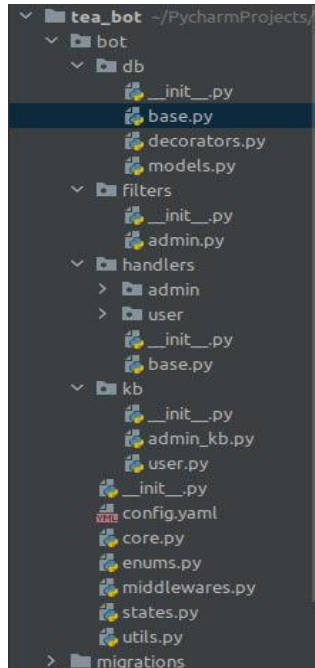 tea_bot ~/PycharmProjects/
bot
db
__init__.py
base.py
decorators.py
models.py
filters
__init__.py
admin.py
handlers
admin
user
__init__.py
base.py
kb
__init__.py
admin_kb.py
user.py
__init__.py
config.yaml
core.py
enums.py
middlewares.py
states.py
utils.py
migrations